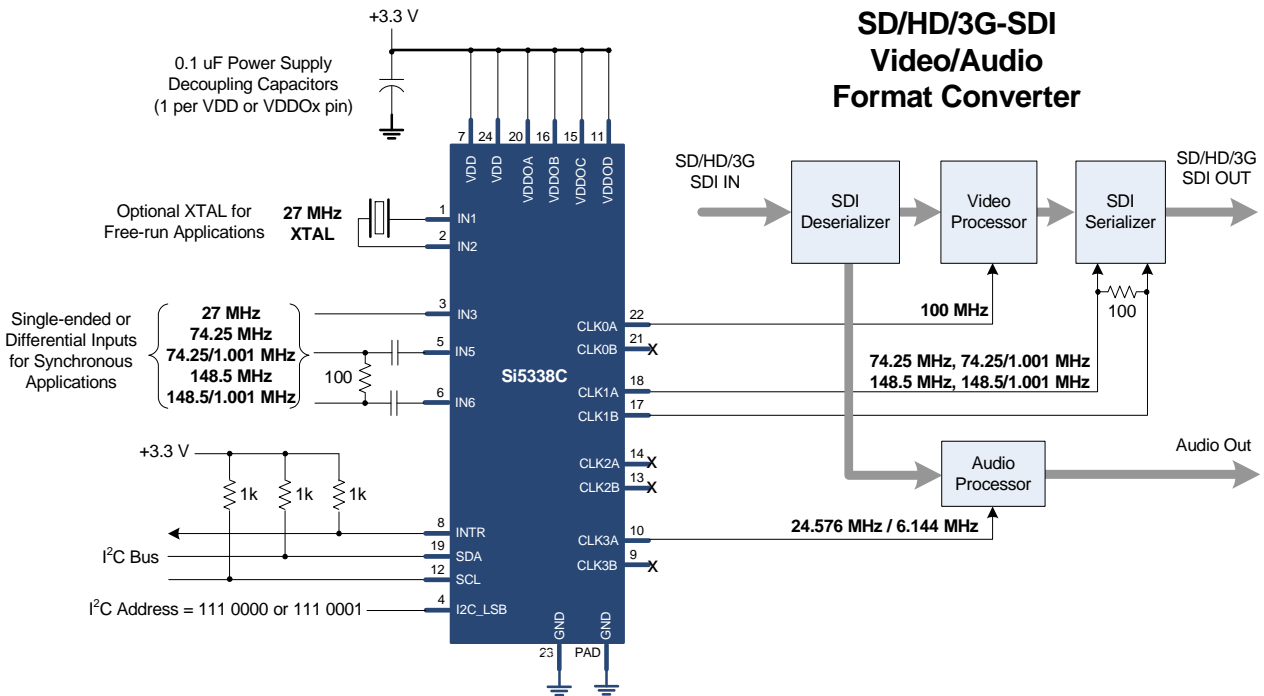 +3.3 V
SD/HD/3G-SDI
Video/Audio
Format Converter
0.1 uF Power Supply
Decoupling Capacitors
(1 per VDD or VDDOx pin)
7
24
20
16
15
11
VDD
VDD
VDDOA
VDDOB
VDDOC
VDDOD
Optional XTAL for
Free-run Applications
27 MHz
XTAL
1
IN1
2
IN2
Single-ended or
Differential Inputs
for Synchronous
Applications
27 MHz
74.25 MHz
74.25/1.001 MHz
148.5 MHz
148.5/1.001 MHz
100
3
IN3
5
IN5
6
IN6
Si5338C
+3.3 V
1k
1k
1k
8
INTR
I2C Bus
19
SDA
12
SCL
I2C Address = 111 0000 or 111 0001
4
I2C_LSB
GND
GND
23
PAD
CLK0A
22
CLK0B
21
X
CLK1A
18
CLK1B
17
CLK2A
14
X
CLK2B
13
X
CLK3A
10
CLK3B
9
X
SD/HD/3G
SDI IN
SDI
Deserializer
Video
Processor
SDI
Serializer
SD/HD/3G
SDI OUT
100 MHz
100
74.25 MHz, 74.25/1.001 MHz
148.5 MHz, 148.5/1.001 MHz
Audio
Processor
Audio Out
24.576 MHz / 6.144 MHz